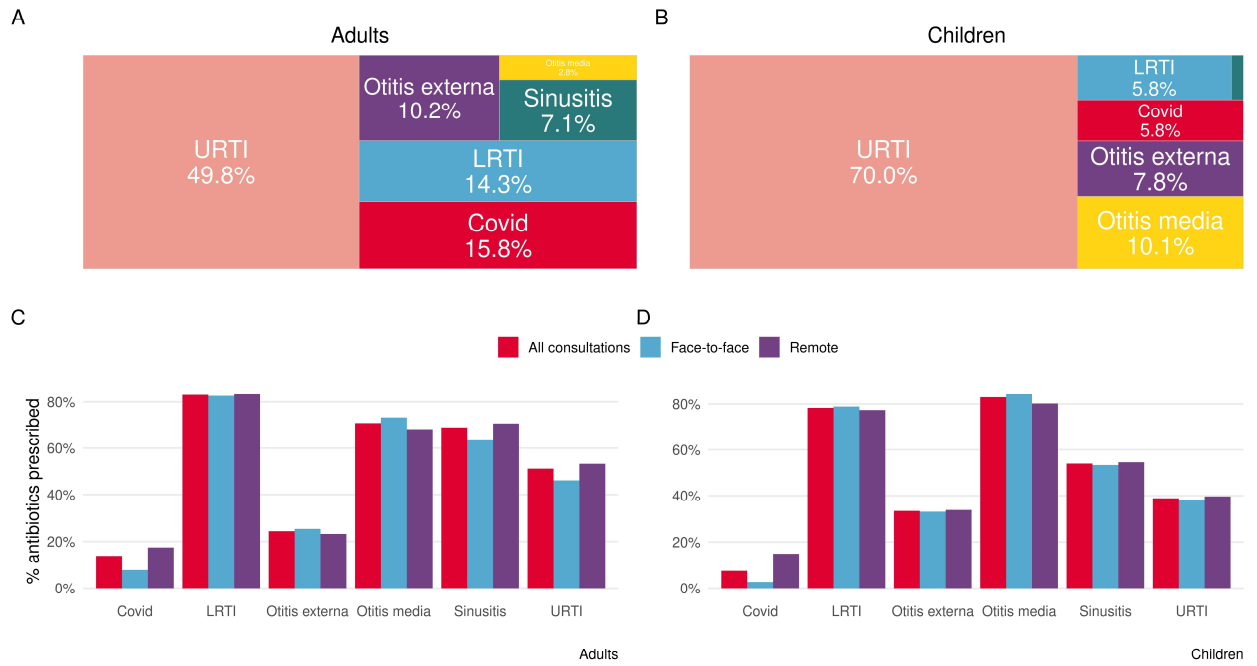 A
B
Adults
Children
URTI
49.8%
Otitis externa
10.2%
Otitis media
2.8%
Sinusitis
7.1%
LRTI
14.3%
Covid
15.8%
URTI
70.0%
LRTI
5.8%
Covid
5.8%
Otitis externa
7.8%
Otitis media
10.1%
C
D
All consultations
Face-to-face
Remote
% antibiotics prescribed
80%
60%
40%
20%
0%
Covid
LRTI
Otitis externa
Otitis media
Sinusitis
URTI
Adults
80%
60%
40%
20%
0%
Covid
LRTI
Otitis externa
Otitis media
Sinusitis
URTI
Children